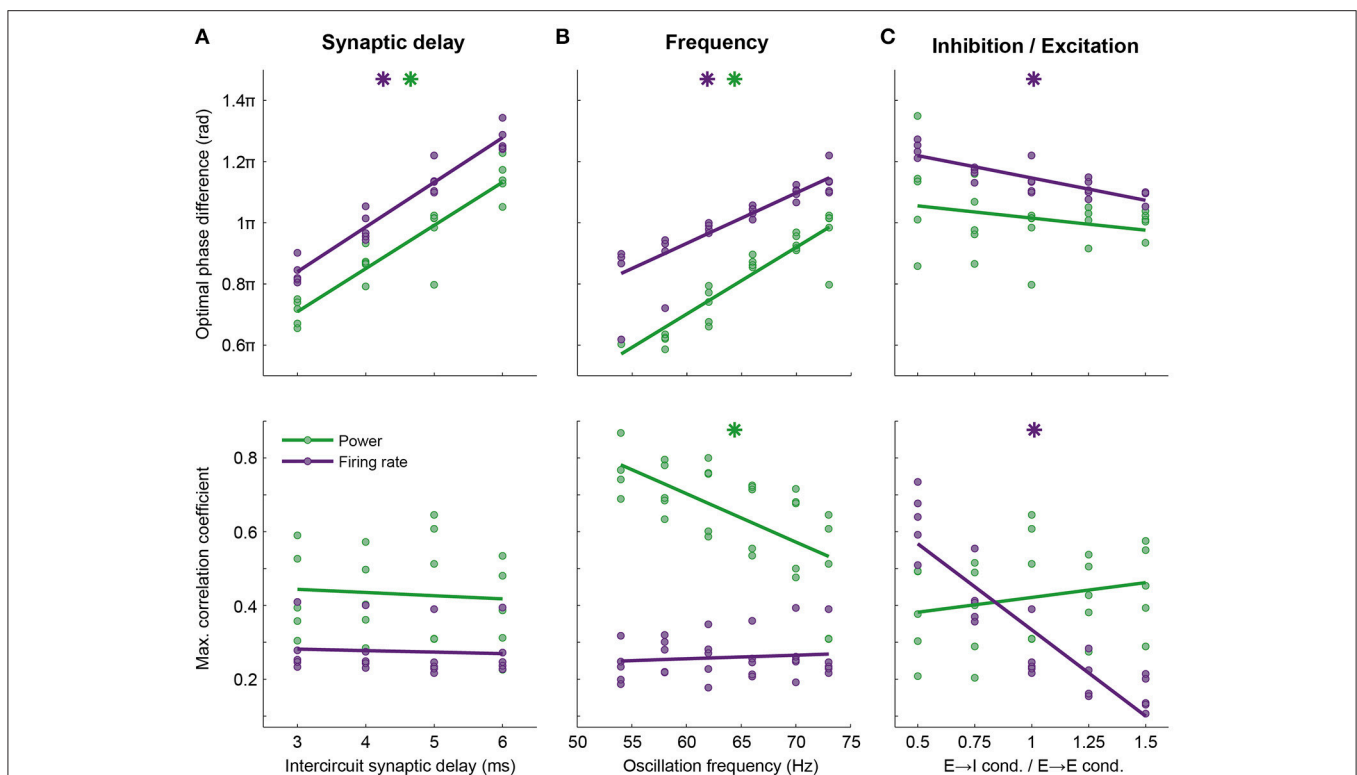 A Synaptic delay
B Frequency
C Inhibition / Excitation
Optimal phase difference (rad)
1.4π
1.2π
1π
0.8π
0.6π
Max. correlation coefficient
0.8
0.6
0.4
0.2
Power
Firing rate
3 4 5 6
Intercircuit synaptic delay (ms)
50 55 60 65 70 75
Oscillation frequency (Hz)
0.5 0.75 1 1.25 1.5
E→I cond. / E→E cond.